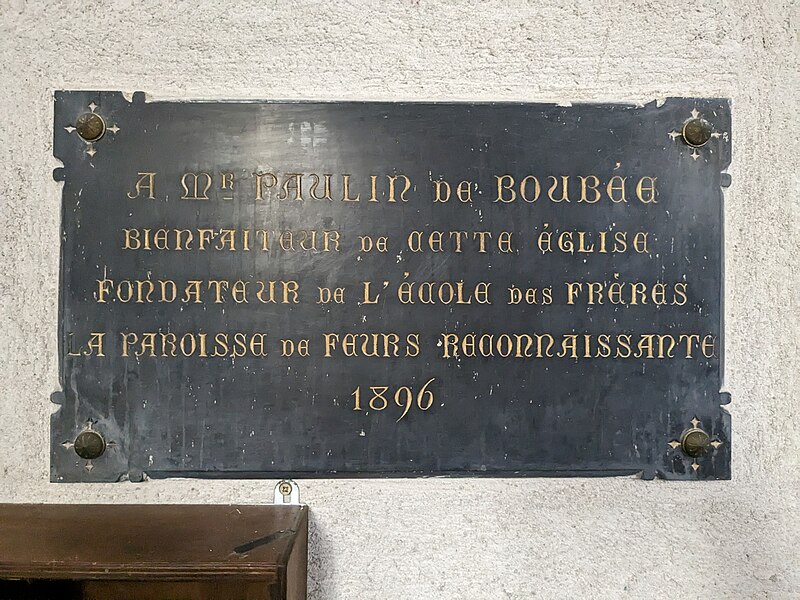 A Mᴿ PAULIN DE BOUBÉE
BIENFAITEUR DE CETTE ÉGLISE
FONDATEUR DE L'ÉCOLE DES FRÈRES
LA PAROISSE DE FEURS RECONNAISSANTE
1896